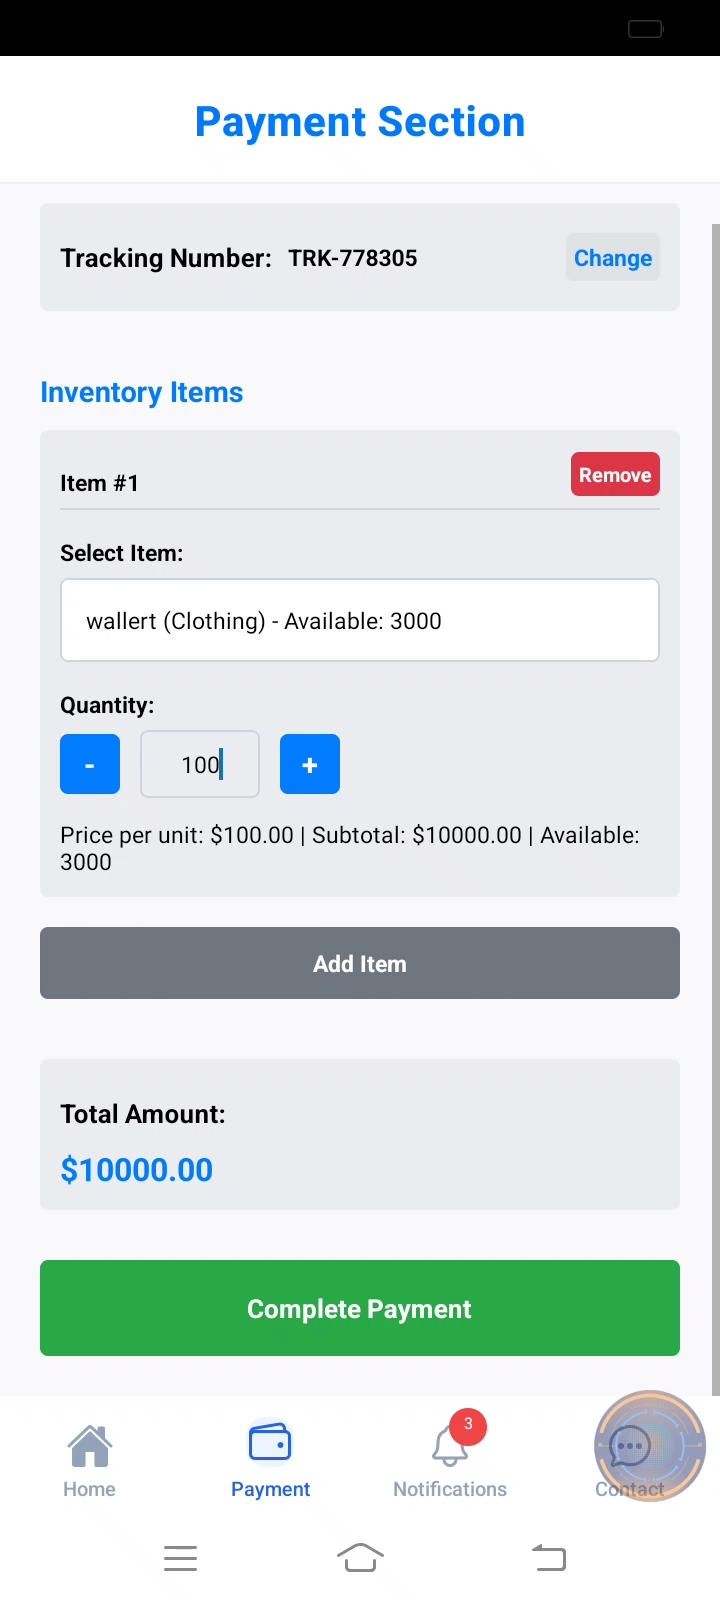 Payment Section
Tracking Number: TRK-778305 Change
Inventory Items
Item #1 Remove
Select Item:
wallert (Clothing) - Available: 3000
Quantity:
- 100 +
Price per unit: $100.00 | Subtotal: $10000.00 | Available:
3000
Add Item
Total Amount:
$10000.00
Complete Payment
3
Home Payment Notifications Contact